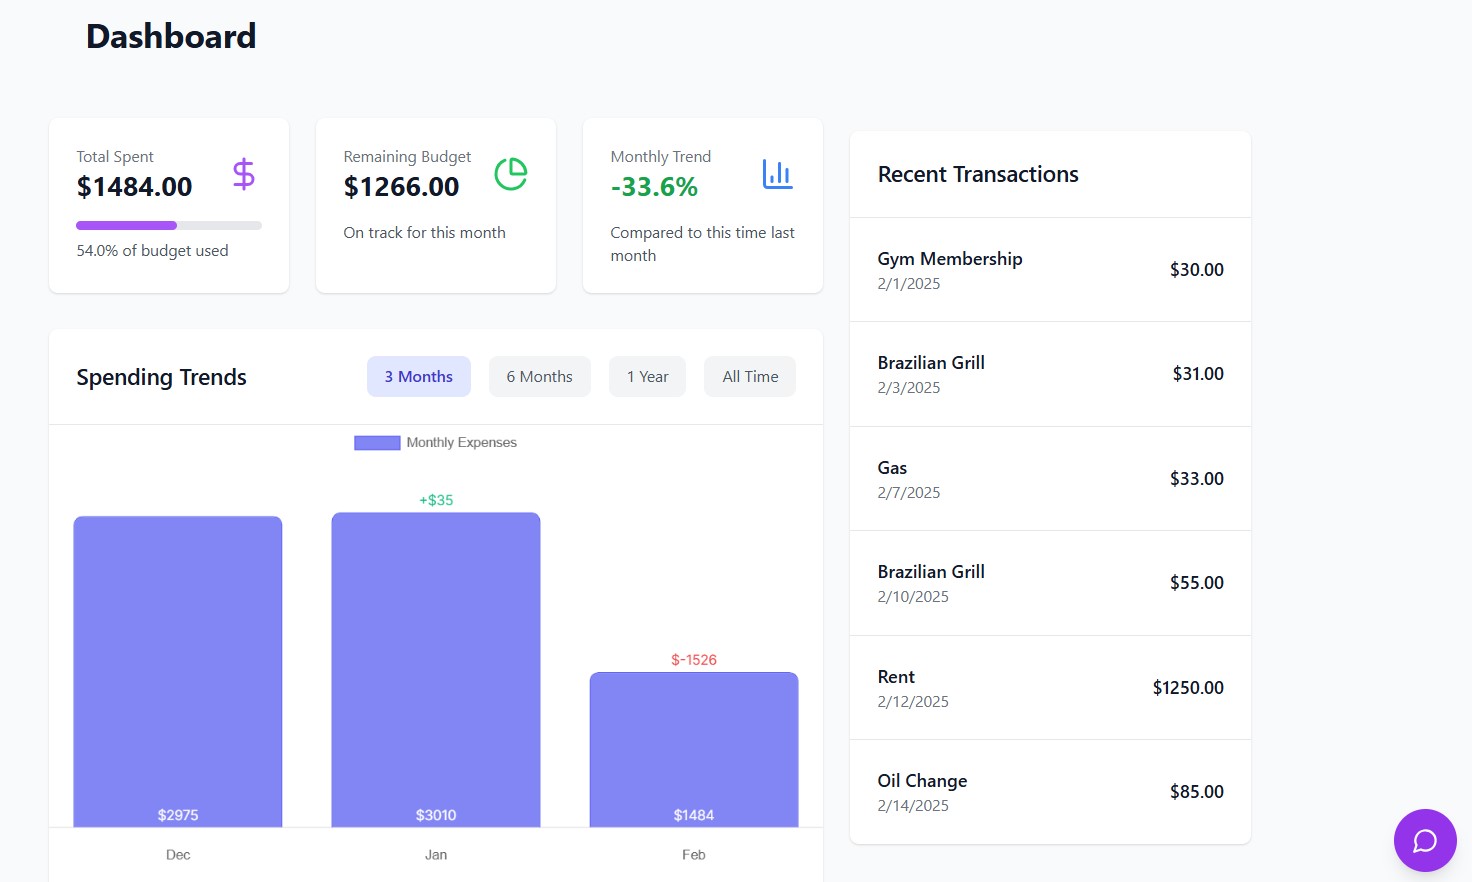 Dashboard
Total Spent
$1484.00
54.0% of budget used
Remaining Budget
$1266.00
On track for this month
Monthly Trend
-33.6%
Compared to this time last
month
Spending Trends
3 Months
6 Months
1 Year
All Time
Monthly Expenses
+$35
$-1526
$2975
$3010
$1484
Dec
Jan
Feb
Recent Transactions
Gym Membership
2/1/2025
$30.00
Brazilian Grill
2/3/2025
$31.00
Gas
2/7/2025
$33.00
Brazilian Grill
2/10/2025
$55.00
Rent
2/12/2025
$1250.00
Oil Change
2/14/2025
$85.00